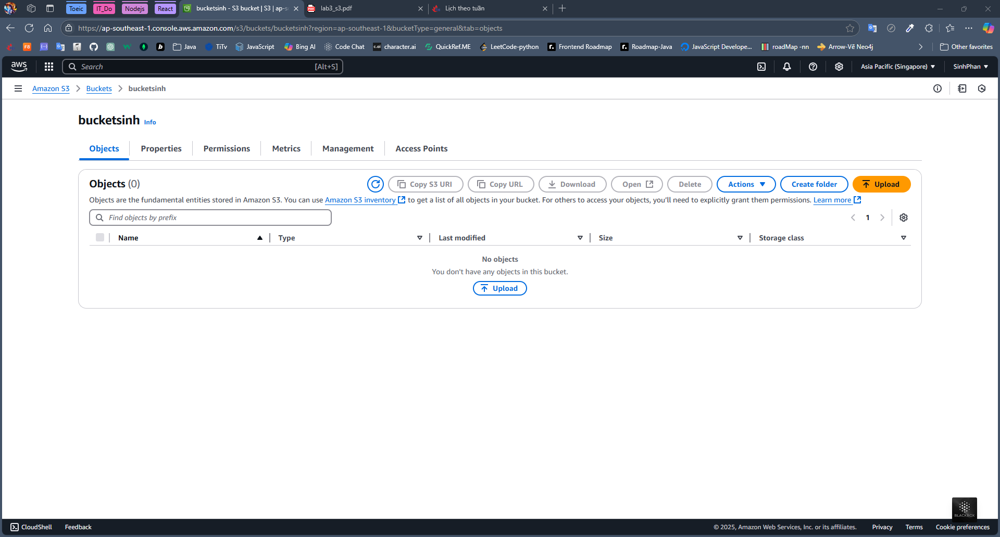 Toic
IT_Do
Nodejs
React
bucketsinh - S3 bucket | S3 | ap-s
lab3_s3.pdf
Lịch theo tuần
https://ap-southeast-1.console.aws.amazon.com/s3/buckets/bucketsinh?region=ap-southeast-1&bucketType=general&tab=objects
F8
Java
TiTv
JavaScript
Bing AI
Code Chat
c.ai
character.ai
QuickRef.ME
LeetCode-python
Frontend Roadmap
Roadmap-Java
JavaScript Develope...
roadMap -nn
Arrow-Vẽ Neo4j
Other favorites
aws
Search
[Alt+S]
Asia Pacific (Singapore)
SinhPhan
Amazon S3
Buckets
bucketsinh
bucketsinh Info
Objects
Properties
Permissions
Metrics
Management
Access Points
Objects (0)
Copy S3 URI
Copy URL
Download
Open
Delete
Actions
Create folder
Upload
Objects are the fundamental entities stored in Amazon S3. You can use Amazon S3 inventory to get a list of all objects in your bucket. For others to access your objects, you’ll need to explicitly grant them permissions. Learn more
Find objects by prefix
1
Name
Type
Last modified
Size
Storage class
No objects
You don't have any objects in this bucket.
Upload
BLACKBOX
CloudShell
Feedback
© 2025, Amazon Web Services, Inc. or its affiliates.
Privacy
Terms
Cookie preferences